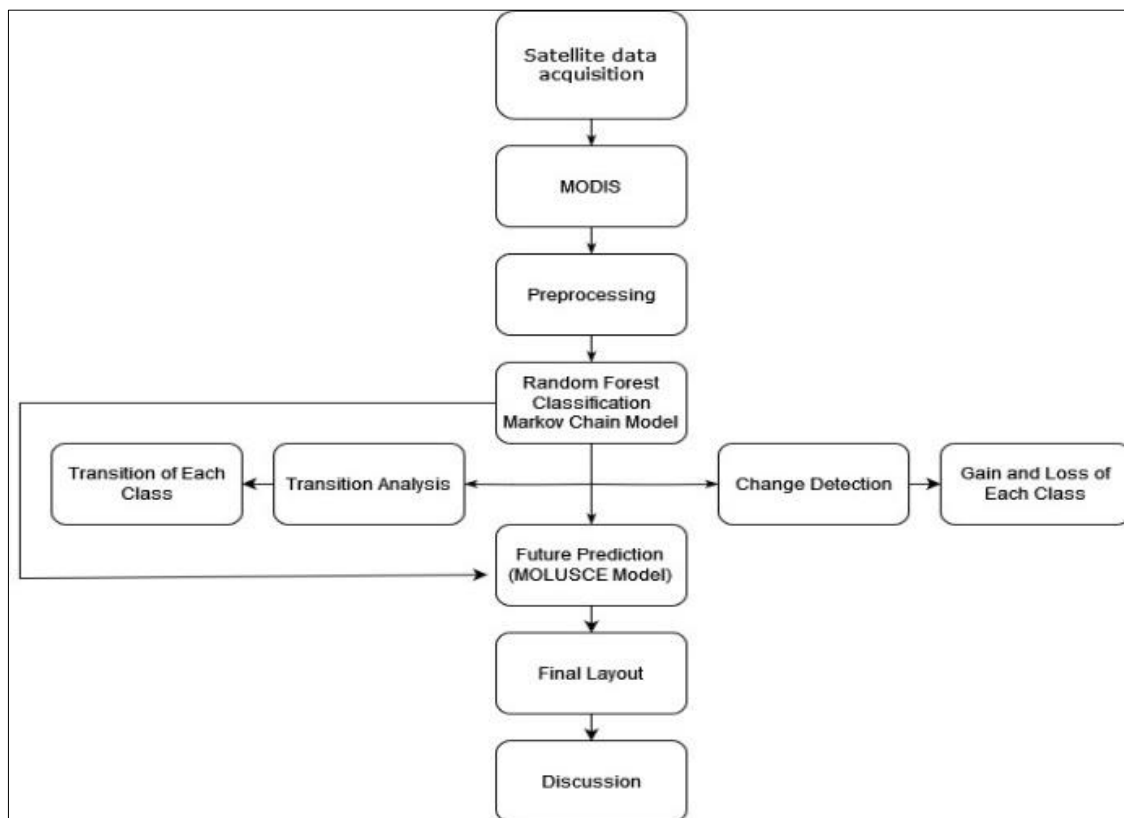 Satellite data
acquisition
MODIS
Preprocessing
Random Forest
Classification
Markov Chain Model
Transition of Each
Class
Transition Analysis
Change Detection
Gain and Loss of
Each Class
Future Prediction
(MOLUSCE Model)
Final Layout
Discussion